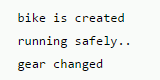 bike is created
running safely..
gear changed